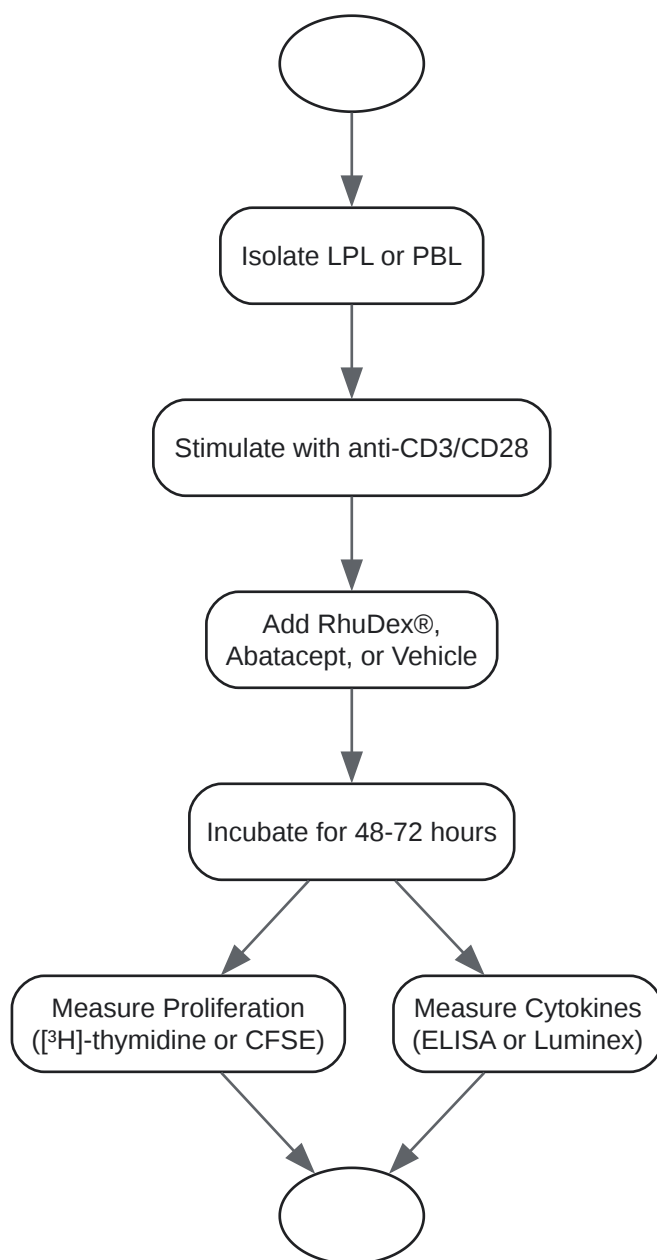 Isolate LPL or PBL
Stimulate with anti-CD3/CD28
Add RhuDex®,
Abatacept, or Vehicle
Incubate for 48-72 hours
Measure Proliferation
([³H]-thymidine or CFSE)
Measure Cytokines
(ELISA or Luminex)